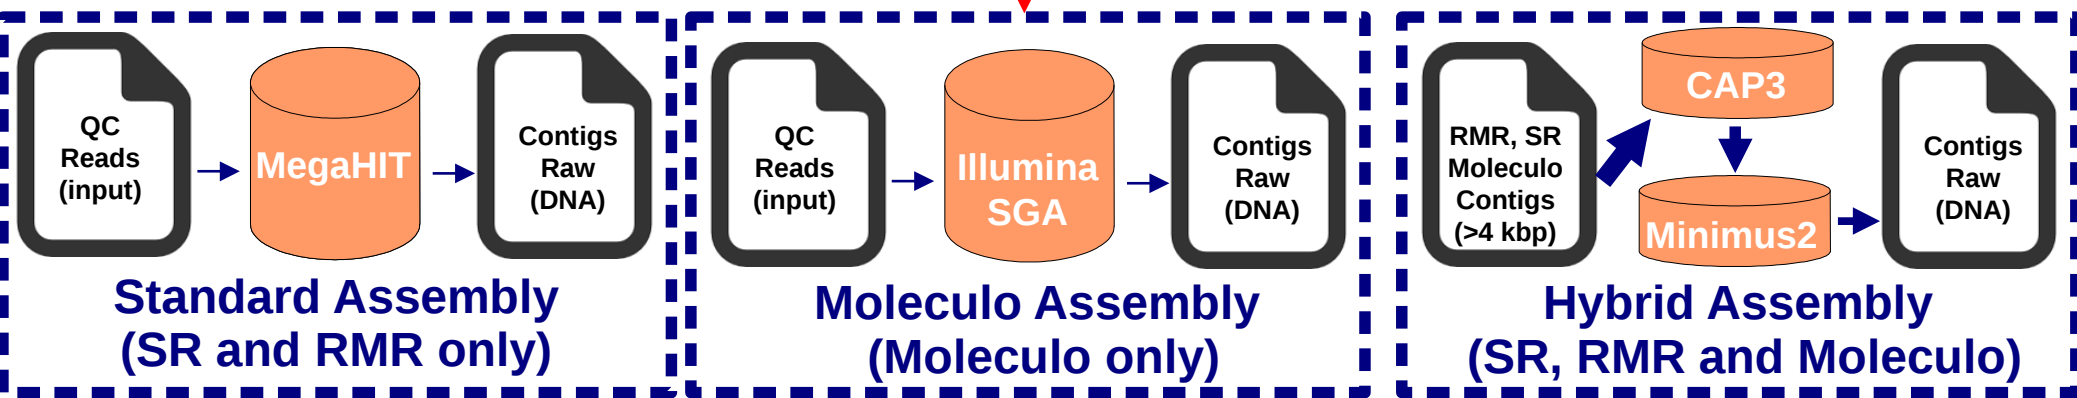 QC
Reads
(input)
MegaHIT
Contigs
Raw
(DNA)
Standard Assembly
(SR and RMR only)
QC
Reads
(input)
Illumina
SGA
Contigs
Raw
(DNA)
Moleculo Assembly
(Moleculo only)
RMR, SR
Moleculo
Contigs
(>4 kbp)
CAP3
Minimus2
Contigs
Raw
(DNA)
Hybrid Assembly
(SR, RMR and Moleculo)